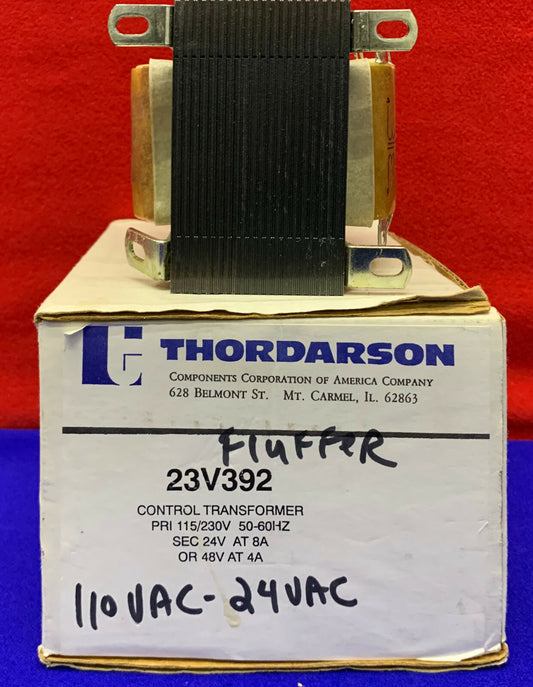 THORDARSON
COMPONENTS CORPORATION OF AMERICA COMPANY
628 BELMONT ST. MT. CARMEL, IL. 62863
FluFFeR
23V392
CONTROL TRANSFORMER
PRI 115/230V 50-60HZ
SEC 24V AT 8A
OR 48V AT 4A
110VAC-24VAC